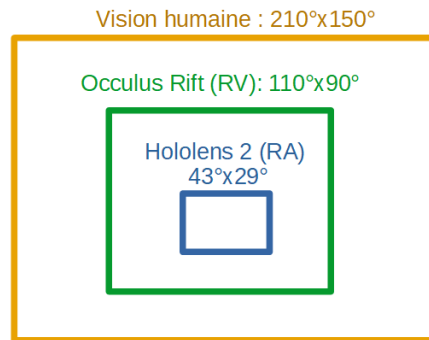 Vision humaine : 210°x150°
Occulus Rift (RV): 110°x90°
Hololens 2 (RA)
43°x29°